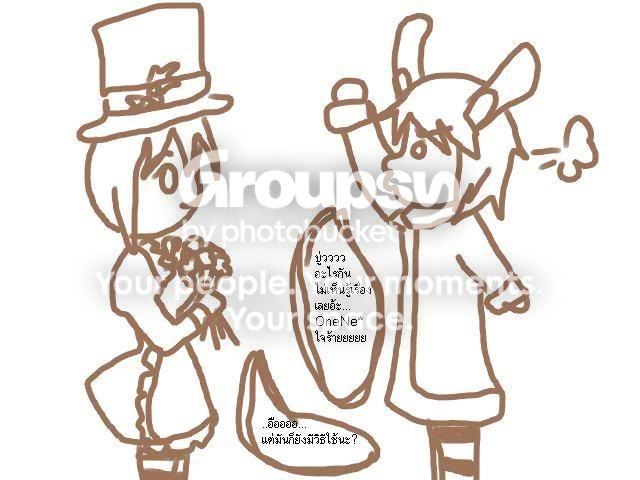 Groupsn
by photobucket
Your people. Your moments.
Your space.
บู่วววว
อะไรกัน
ไม่เห็นรู้เรื่อง
เลยอ้ะ...
OneNe*
ใจร้ายยยยย
..อืออออ...
แต่มันก็ยังมีวิธีใช้นะ?